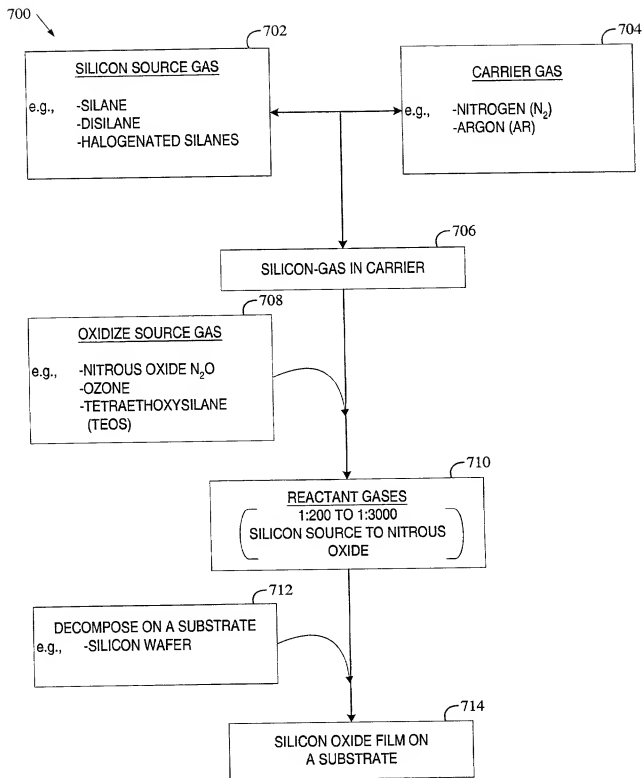 700
702
SILICON SOURCE GAS
e.g., -SILANE
-DISILANE
-HALOGENATED SILANES
704
CARRIER GAS
e.g., -NITROGEN (N2)
-ARGON (AR)
706
SILICON-GAS IN CARRIER
708
OXIDIZE SOURCE GAS
e.g., -NITROUS OXIDE N2O
-OZONE
-TETRAETHOXYSILANE
(TEOS)
710
REACTANT GASES
1:200 TO 1:3000
SILICON SOURCE TO NITROUS
OXIDE
712
DECOMPOSE ON A SUBSTRATE
e.g., -SILICON WAFER
714
SILICON OXIDE FILM ON
A SUBSTRATE